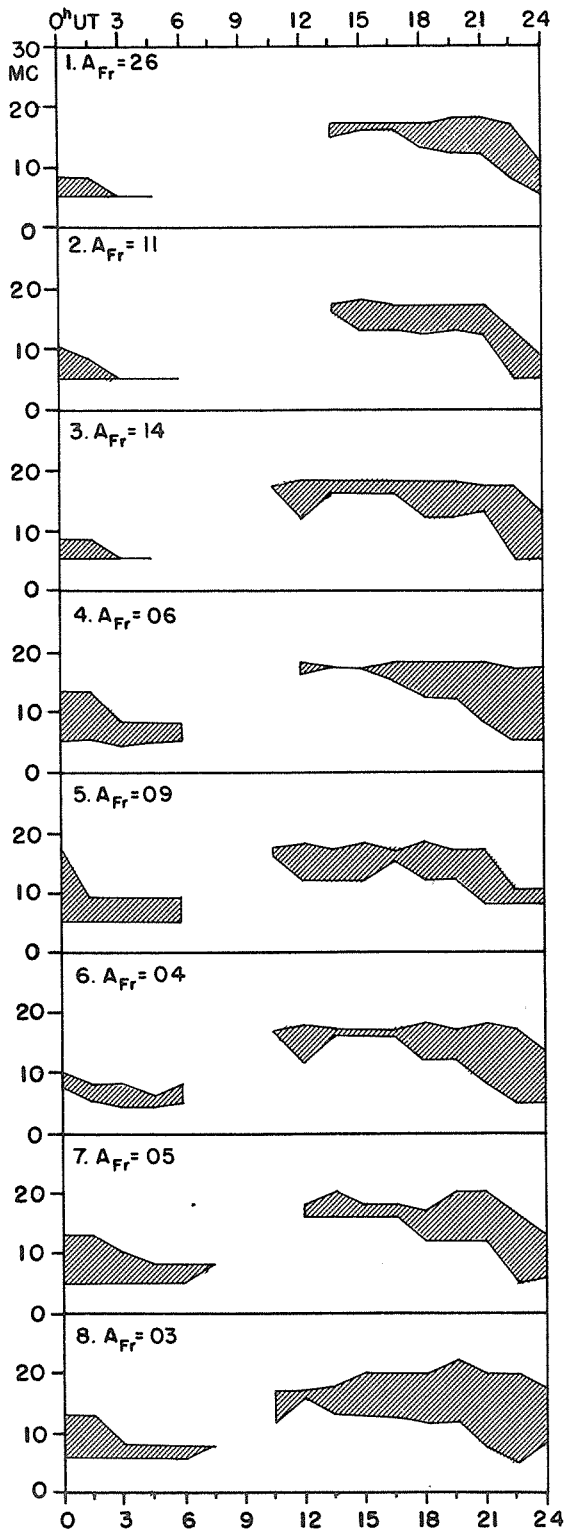 0ʰ UT 3 6 9 12 15 18 21 24
30
MC
1. A_Fr = 26
20
10
0
2. A_Fr = 11
20
10
0
3. A_Fr = 14
20
10
0
4. A_Fr = 06
20
10
0
5. A_Fr = 09
20
10
0
6. A_Fr = 04
20
10
0
7. A_Fr = 05
20
10
0
8. A_Fr = 03
20
10
0
0 3 6 9 12 15 18 21 24